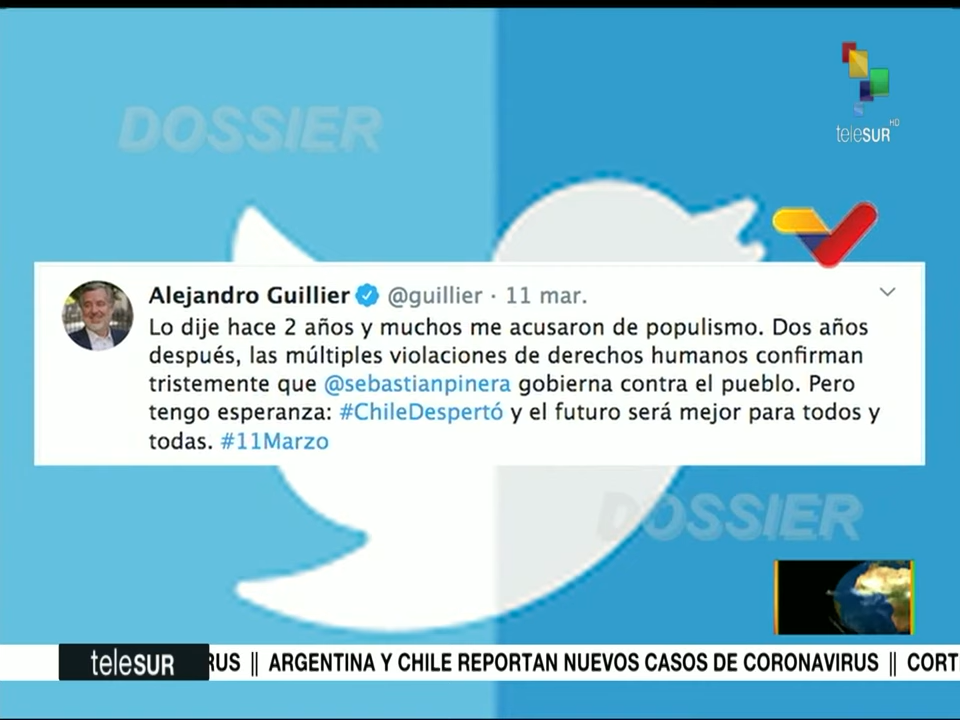 DOSSIER
teleSUR HD
Alejandro Guillier @guillier · 11 mar.
Lo dije hace 2 años y muchos me acusaron de populismo. Dos años
después, las múltiples violaciones de derechos humanos confirman
tristemente que @sebastianpinera gobierna contra el pueblo. Pero
tengo esperanza: #ChileDespertó y el futuro será mejor para todos y
todas. #11Marzo
DOSSIER
teleSUR RUS || ARGENTINA Y CHILE REPORTAN NUEVOS CASOS DE CORONAVIRUS || CORT